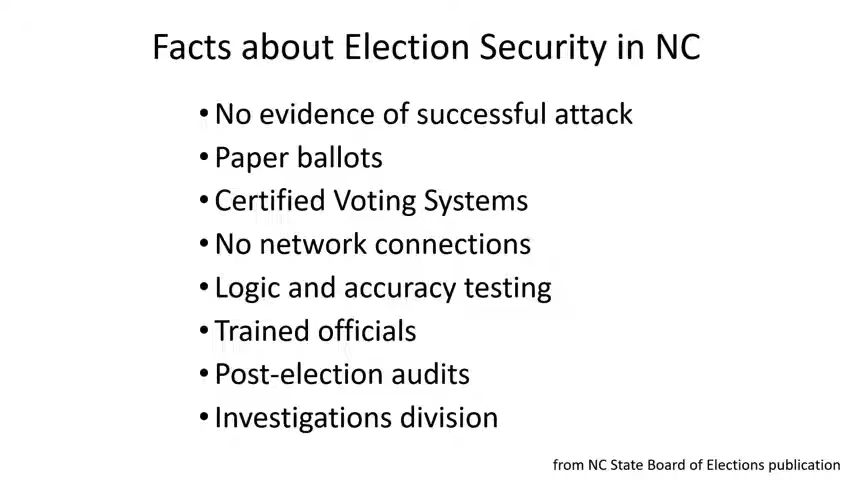 Facts about Election Security in NC
• No evidence of successful attack
• Paper ballots
• Certified Voting Systems
• No network connections
• Logic and accuracy testing
• Trained officials
• Post-election audits
• Investigations division
from NC State Board of Elections publication